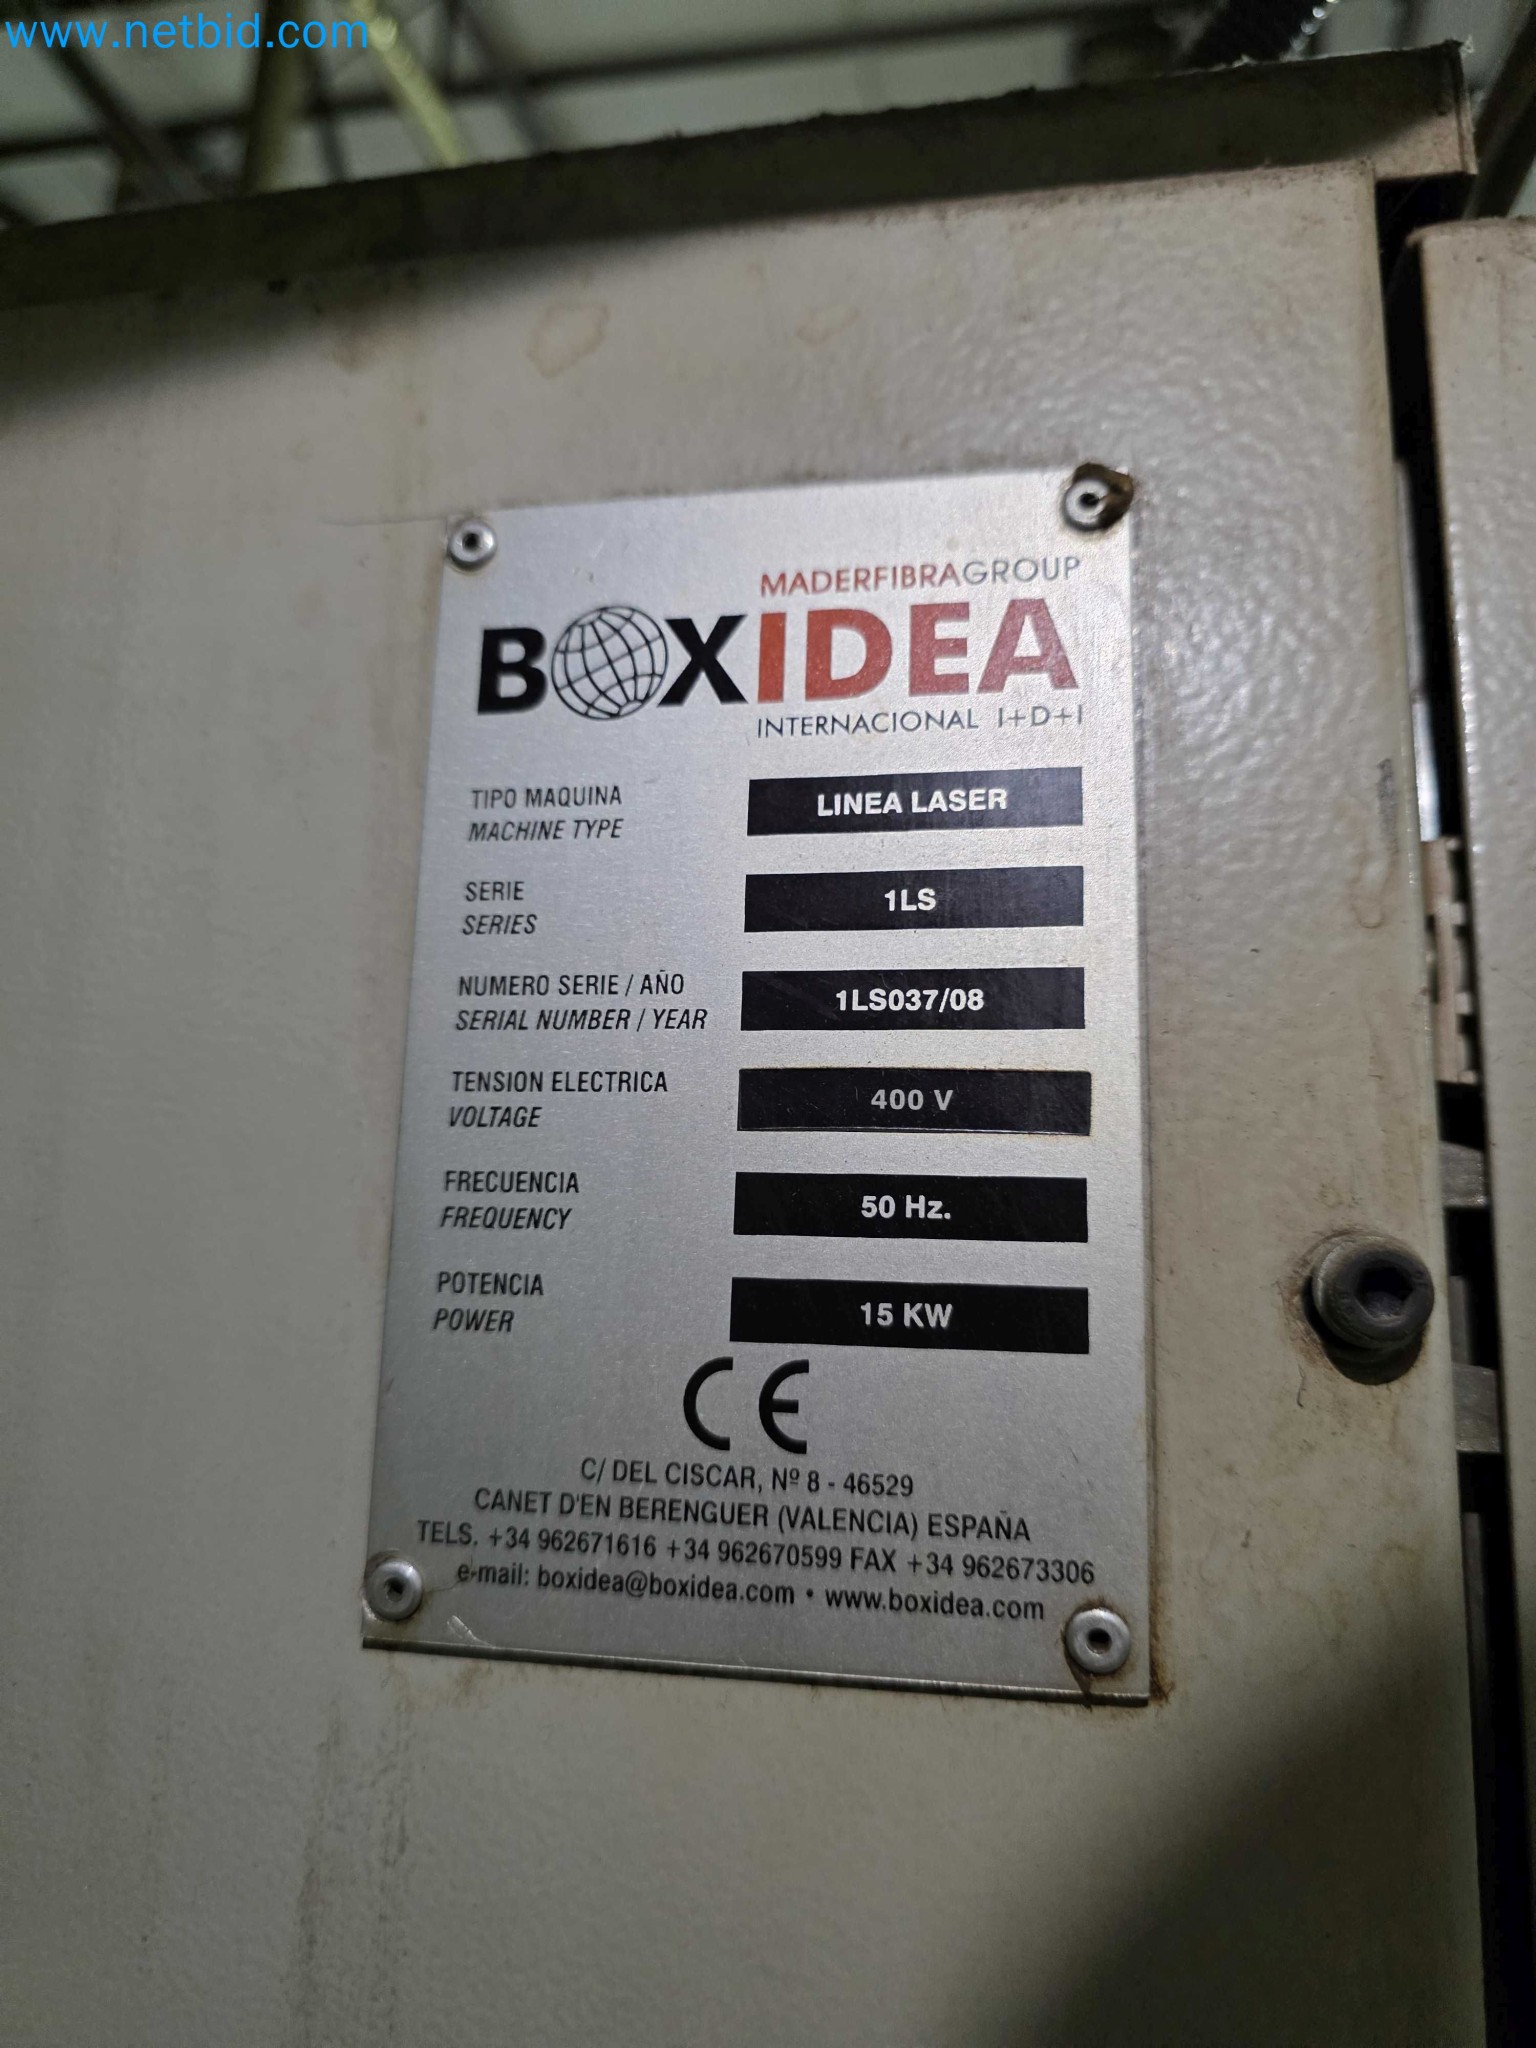 www.netbid.com
MADERFIBRAGROUP
BOXIDEA
INTERNACIONAL I+D+I
TIPO MAQUINA
MACHINE TYPE
LINEA LASER
SERIE
SERIES
1LS
NUMERO SERIE / AÑO
SERIAL NUMBER / YEAR
1LS037/08
TENSION ELECTRICA
VOLTAGE
400 V
FRECUENCIA
FREQUENCY
50 Hz.
POTENCIA
POWER
15 KW
CE
C/ DEL CISCAR, Nº 8 - 46529
CANET D'EN BERENGUER (VALENCIA) ESPAÑA
TELS. +34 962671616 +34 962670599 FAX +34 962673306
e-mail: boxidea@boxidea.com • www.boxidea.com